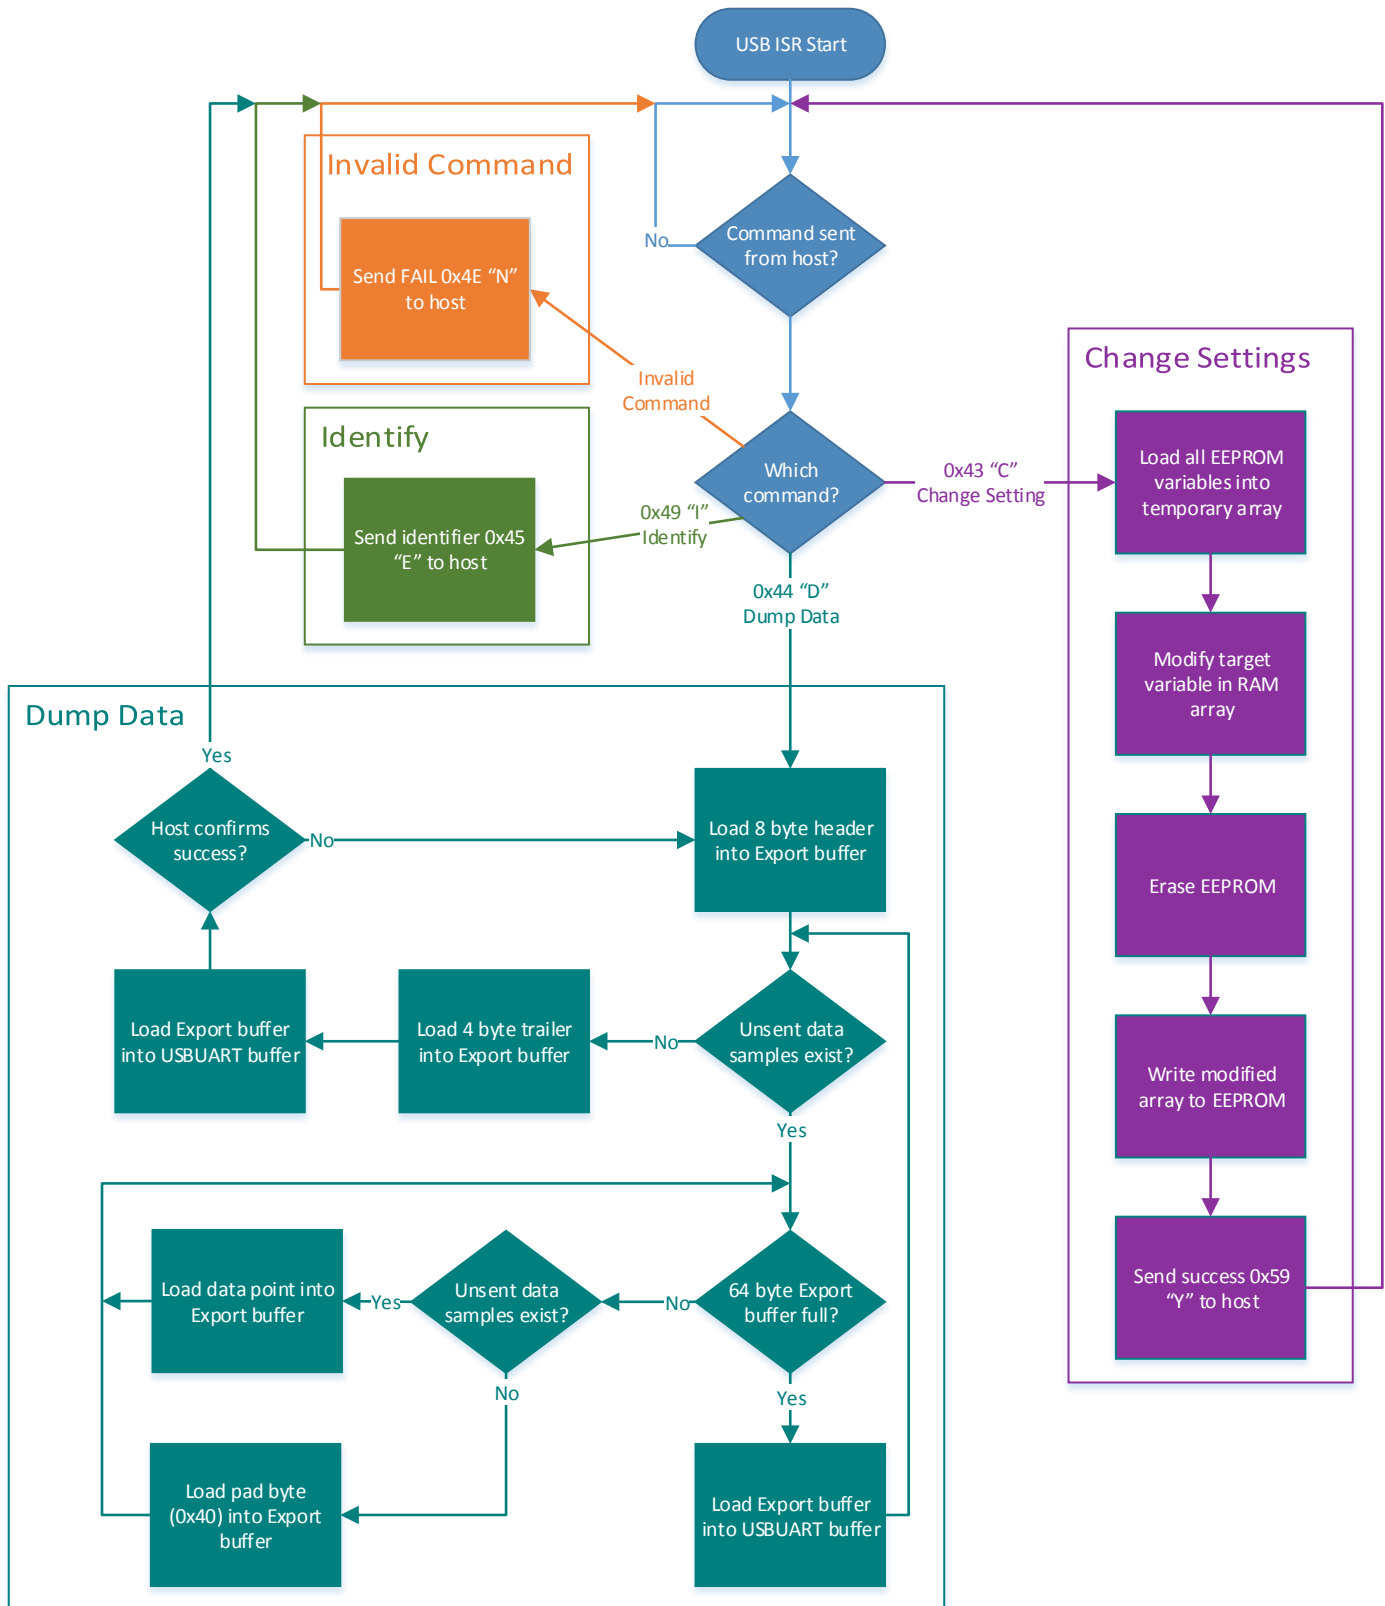 USB ISR Start
Invalid Command
Command sent
from host?
No
Send FAIL 0x4E “N”
to host
Invalid
Command
Change Settings
Identify
Which
command?
0x43 “C”
Change Setting
Load all EEPROM
variables into
temporary array
0x49 “I”
Identify
Send identifier 0x45
“E” to host
0x44 “D”
Dump Data
Modify target
variable in RAM
array
Dump Data
Yes
Host confirms
success?
No
Load 8 byte header
into Export buffer
Erase EEPROM
Load Export buffer
into USBUART buffer
Load 4 byte trailer
into Export buffer
No
Unsent data
samples exist?
Write modified
array to EEPROM
Yes
Load data point into
Export buffer
Yes
Unsent data
samples exist?
No
64 byte Export
buffer full?
Send success 0x59
“Y” to host
No
Yes
Load pad byte
(0x40) into Export
buffer
Load Export buffer
into USBUART buffer